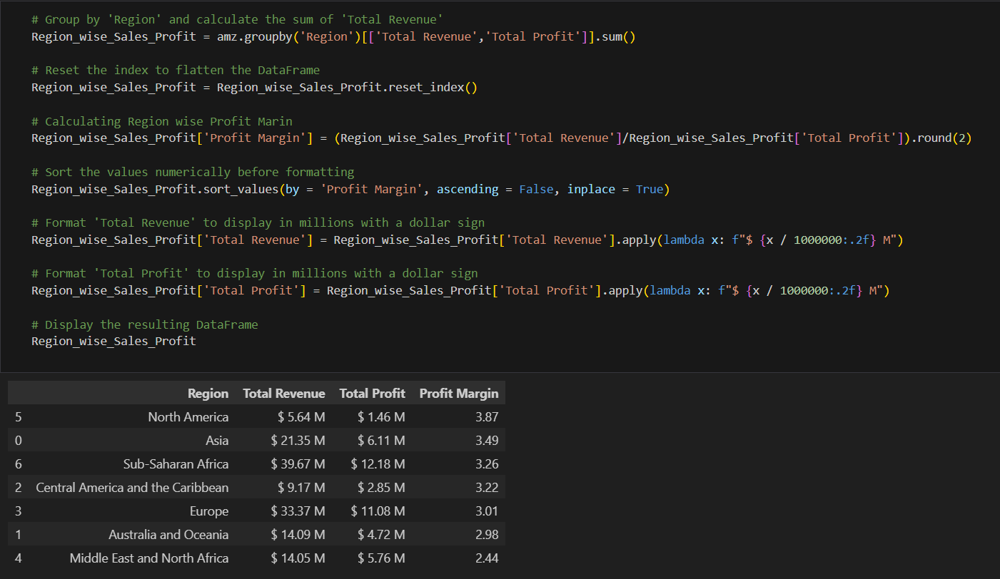 # Group by 'Region' and calculate the sum of 'Total Revenue'
Region_wise_Sales_Profit = amz.groupby('Region')[['Total Revenue','Total Profit']].sum()
# Reset the index to flatten the DataFrame
Region_wise_Sales_Profit = Region_wise_Sales_Profit.reset_index()
# Calculating Region wise Profit Marin
Region_wise_Sales_Profit['Profit Margin'] = (Region_wise_Sales_Profit['Total Revenue']/Region_wise_Sales_Profit['Total Profit']).round(2)
# Sort the values numerically before formatting
Region_wise_Sales_Profit.sort_values(by = 'Profit Margin', ascending = False, inplace = True)
# Format 'Total Revenue' to display in millions with a dollar sign
Region_wise_Sales_Profit['Total Revenue'] = Region_wise_Sales_Profit['Total Revenue'].apply(lambda x: f"$ {x / 1000000:.2f} M")
# Format 'Total Profit' to display in millions with a dollar sign
Region_wise_Sales_Profit['Total Profit'] = Region_wise_Sales_Profit['Total Profit'].apply(lambda x: f"$ {x / 1000000:.2f} M")
# Display the resulting DataFrame
Region_wise_Sales_Profit
Region Total Revenue Total Profit Profit Margin
5 North America $ 5.64 M $ 1.46 M 3.87
0 Asia $ 21.35 M $ 6.11 M 3.49
6 Sub-Saharan Africa $ 39.67 M $ 12.18 M 3.26
2 Central America and the Caribbean $ 9.17 M $ 2.85 M 3.22
3 Europe $ 33.37 M $ 11.08 M 3.01
1 Australia and Oceania $ 14.09 M $ 4.72 M 2.98
4 Middle East and North Africa $ 14.05 M $ 5.76 M 2.44